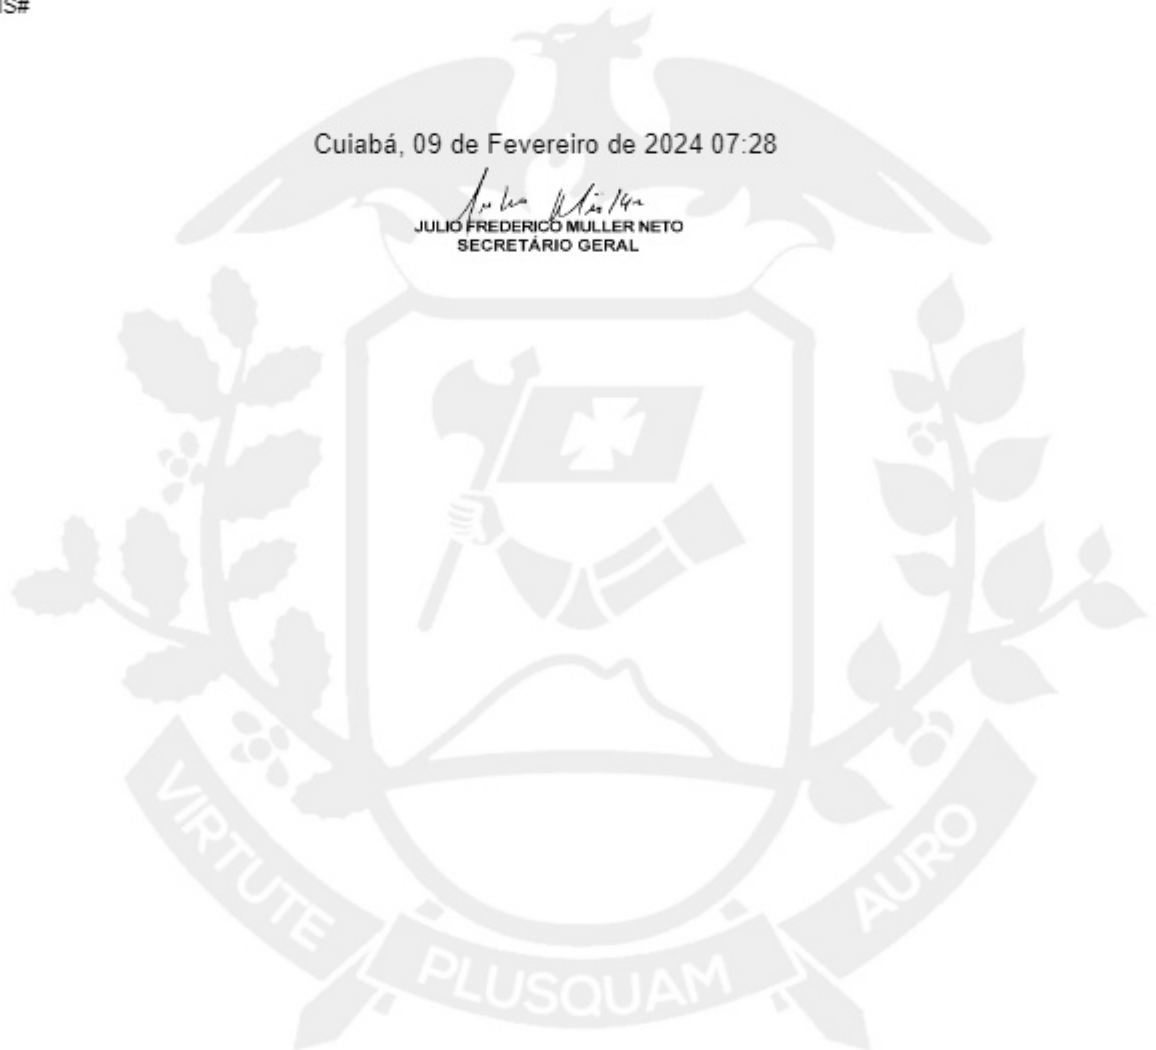 Cuiabá, 09 de Fevereiro de 2024 07:28
JULIO FREDERICO MULLER NETO
SECRETÁRIO GERAL
VIRTUTE
PLUSQUAM
AURO